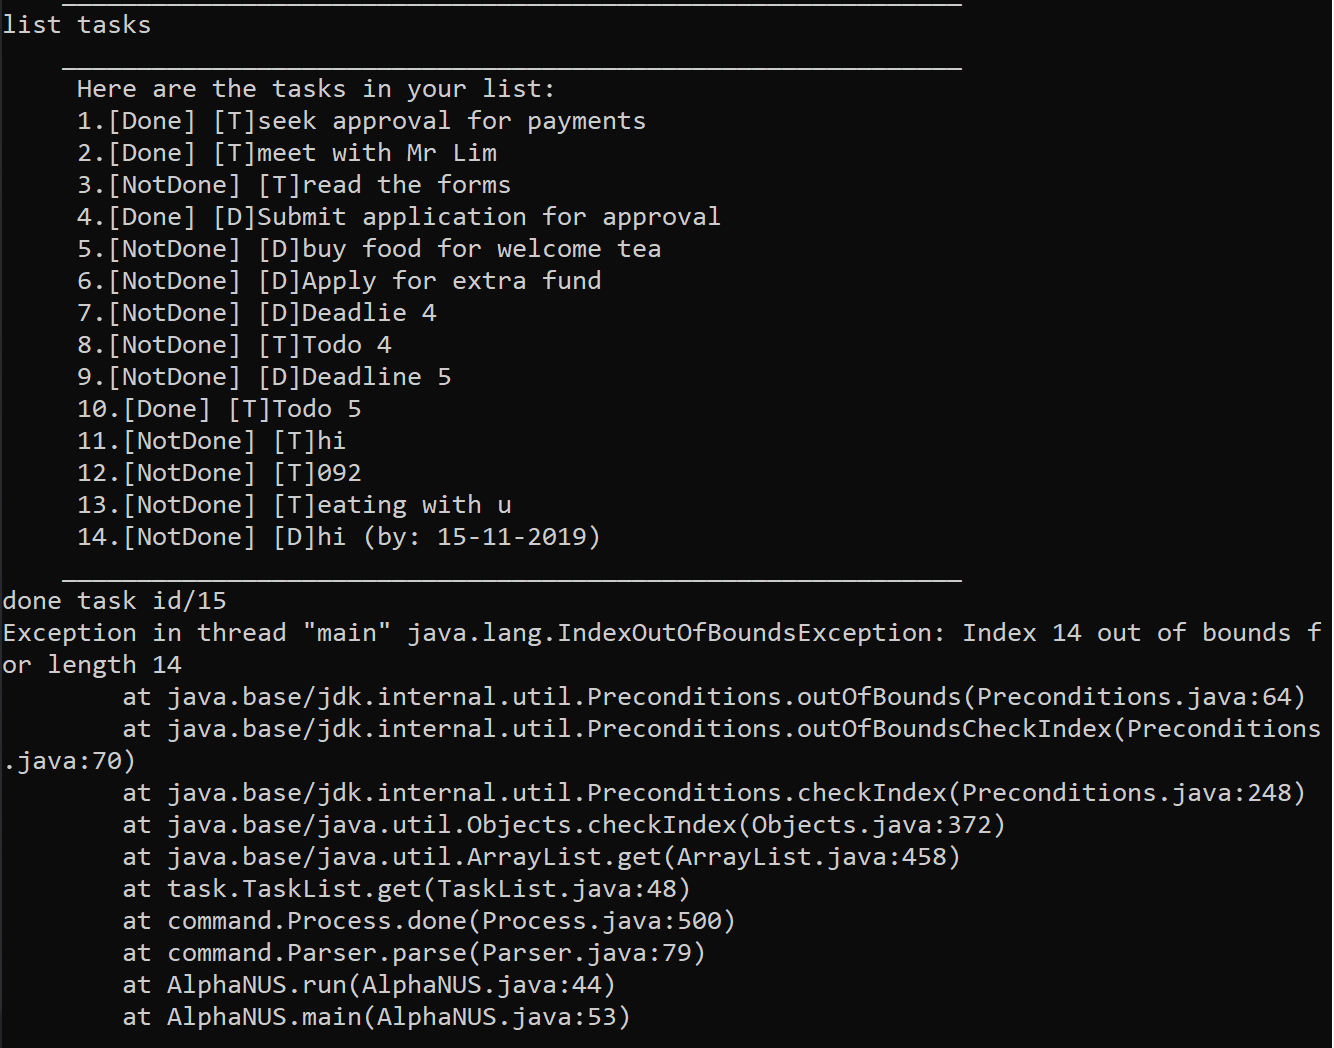 list tasks
Here are the tasks in your list:
1.[Done] [T]seek approval for payments
2.[Done] [T]meet with Mr Lim
3.[NotDone] [T]read the forms
4.[Done] [D]Submit application for approval
5.[NotDone] [D]buy food for welcome tea
6.[NotDone] [D]Apply for extra fund
7.[NotDone] [D]Deadlie 4
8.[NotDone] [T]Todo 4
9.[NotDone] [D]Deadline 5
10.[Done] [T]Todo 5
11.[NotDone] [T]hi
12.[NotDone] [T]092
13.[NotDone] [T]eating with u
14.[NotDone] [D]hi (by: 15-11-2019)
done task id/15
Exception in thread "main" java.lang.IndexOutOfBoundsException: Index 14 out of bounds f
or length 14
at java.base/jdk.internal.util.Preconditions.outOfBounds(Preconditions.java:64)
at java.base/jdk.internal.util.Preconditions.outOfBoundsCheckIndex(Preconditions
.java:70)
at java.base/jdk.internal.util.Preconditions.checkIndex(Preconditions.java:248)
at java.base/java.util.Objects.checkIndex(Objects.java:372)
at java.base/java.util.ArrayList.get(ArrayList.java:458)
at task.TaskList.get(TaskList.java:48)
at command.Process.done(Process.java:500)
at command.Parser.parse(Parser.java:79)
at AlphaNUS.run(AlphaNUS.java:44)
at AlphaNUS.main(AlphaNUS.java:53)